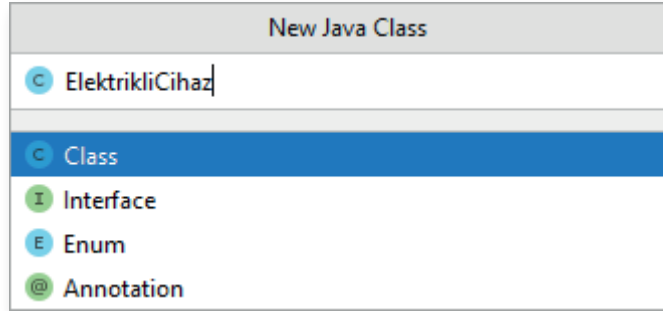 New Java Class
C ElektrikliCihaz
C Class
I Interface
E Enum
@ Annotation